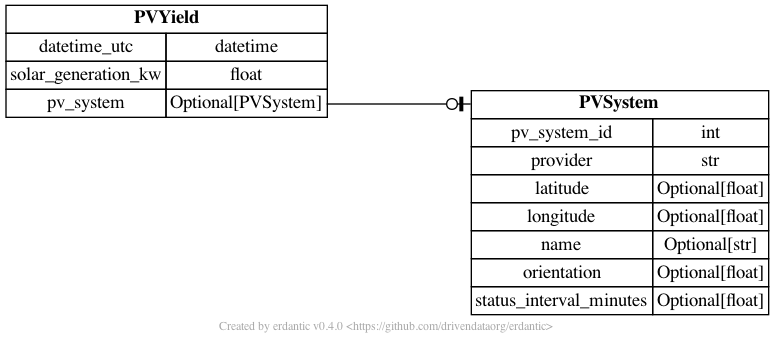 PVYield
datetime_utc datetime
solar_generation_kw float
pv_system Optional[PVSystem]
PVSystem
pv_system_id int
provider str
latitude Optional[float]
longitude Optional[float]
name Optional[str]
orientation Optional[float]
status_interval_minutes Optional[float]
Created by erdantic v0.4.0 <https://github.com/drivendataorg/erdantic>